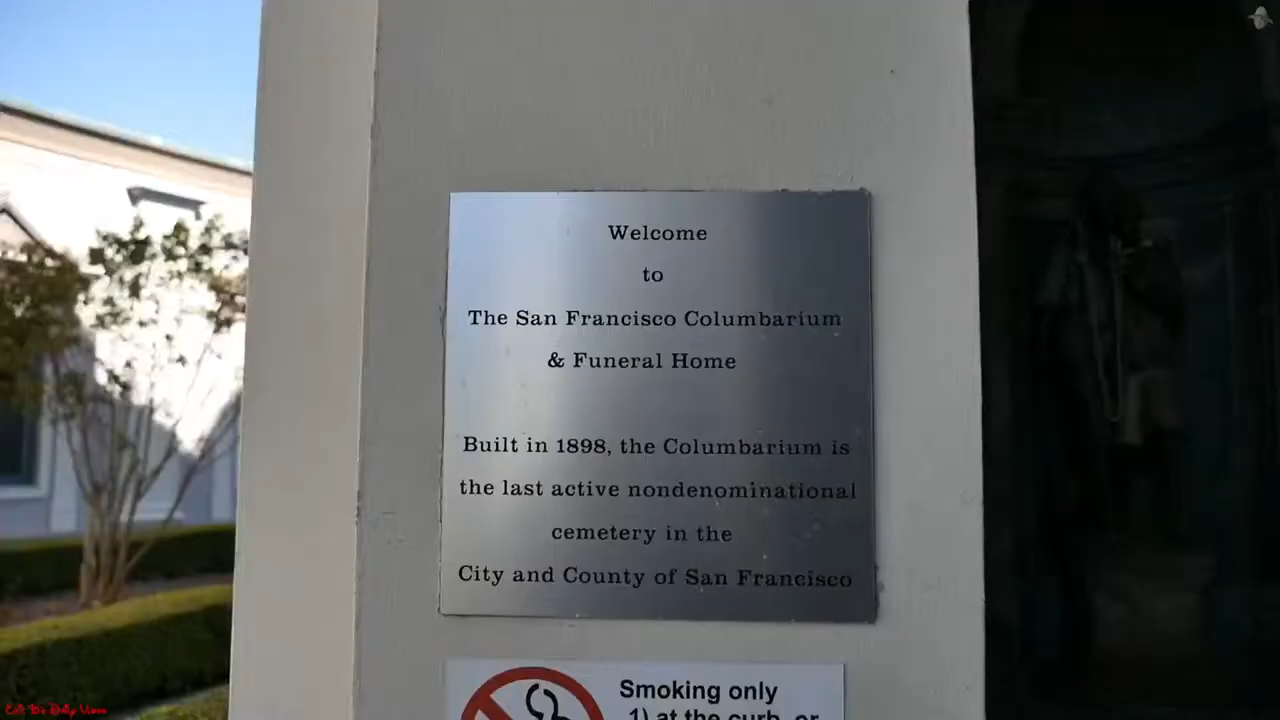 Welcome
to
The San Francisco Columbarium
& Funeral Home
Built in 1898, the Columbarium is
the last active nondenominational
cemetery in the
City and County of San Francisco
Smoking only
1) at the curb, or